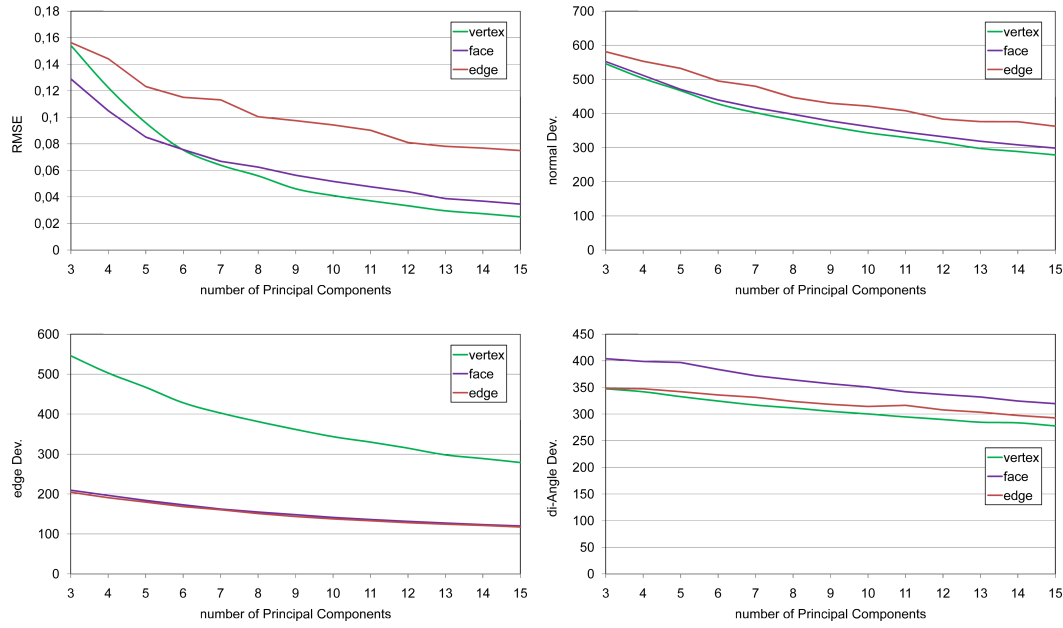 0,18
0,16
0,14
0,12
0,1
0,08
0,06
0,04
0,02
0
RMSE
vertex
face
edge
3 4 5 6 7 8 9 10 11 12 13 14 15
number of Principal Components
700
600
500
400
300
200
100
0
normal Dev.
vertex
face
edge
3 4 5 6 7 8 9 10 11 12 13 14 15
number of Principal Components
600
500
400
300
200
100
0
edge Dev.
vertex
face
edge
3 4 5 6 7 8 9 10 11 12 13 14 15
number of Principal Components
450
400
350
300
250
200
150
100
50
0
di-Angle Dev.
vertex
face
edge
3 4 5 6 7 8 9 10 11 12 13 14 15
number of Principal Components